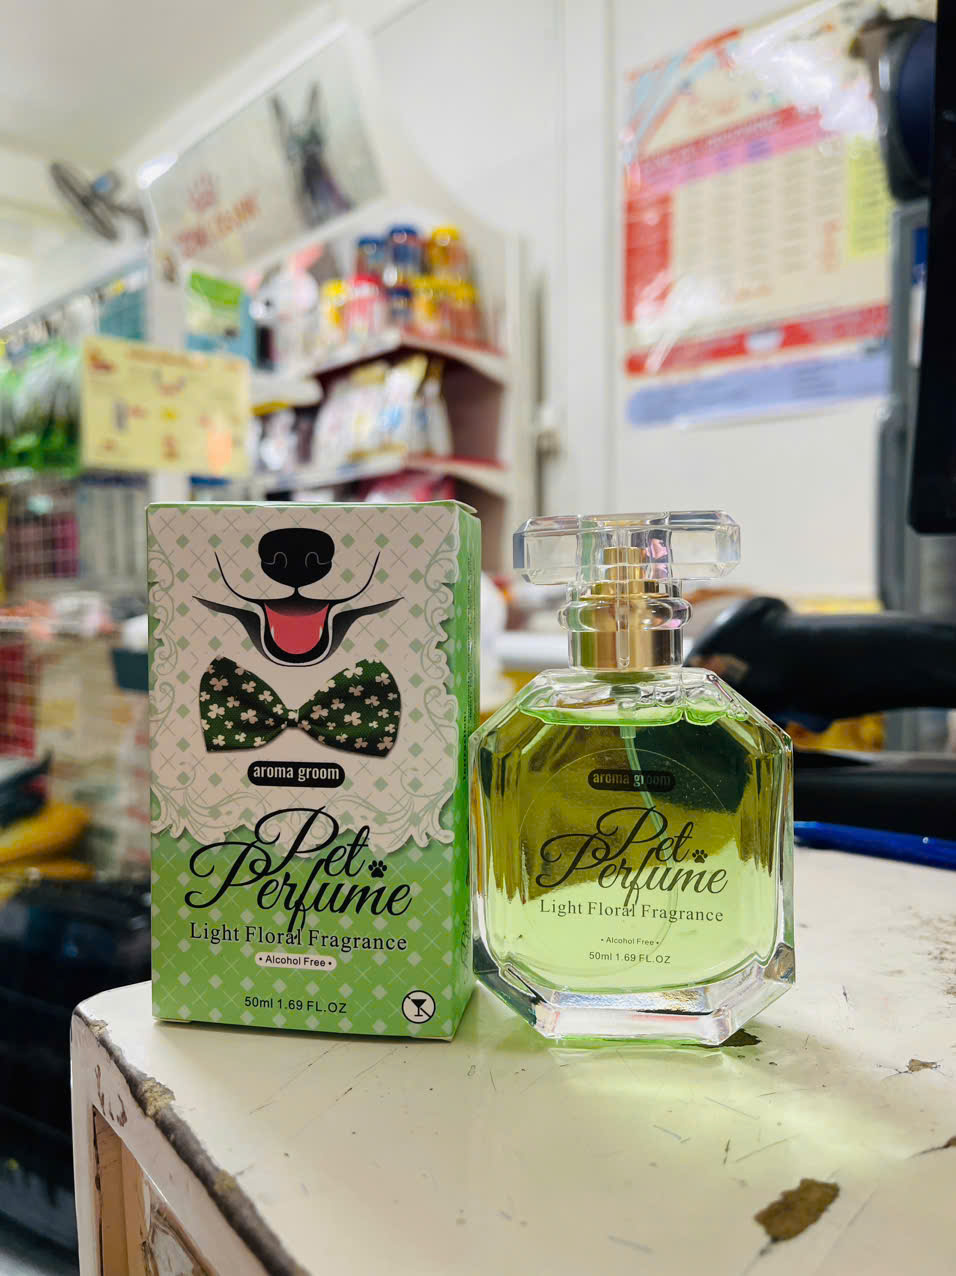 aroma groom
Pet
Perfume
Light Floral Fragrance
• Alcohol Free •
50ml 1.69 FL.OZ
aroma groom
Pet
Perfume
Light Floral Fragrance
• Alcohol Free •
50ml 1.69 FL.OZ